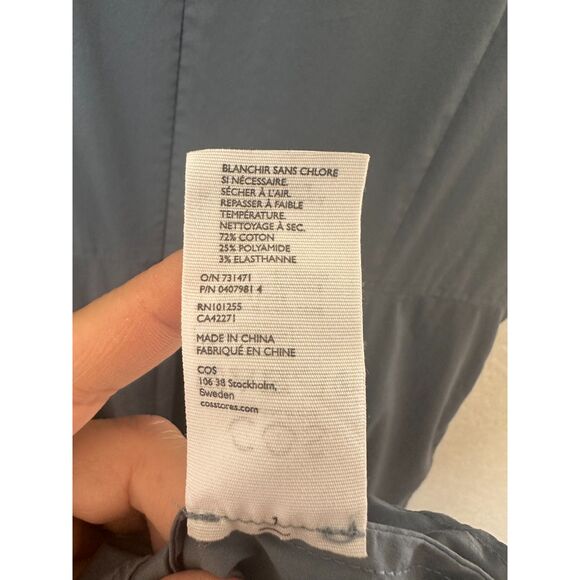 BLANCHIR SANS CHLORE
SI NÉCESSAIRE.
SÉCHER À L'AIR.
REPASSER À FAIBLE
TEMPÉRATURE.
NETTOYAGE À SEC.
72% COTON
25% POLYAMIDE
3% ELASTHANNE
O/N 731471
P/N 0407981 4
RN101255
CA42271
MADE IN CHINA
FABRIQUÉ EN CHINE
COS
106 38 Stockholm,
Sweden
cosstores.com